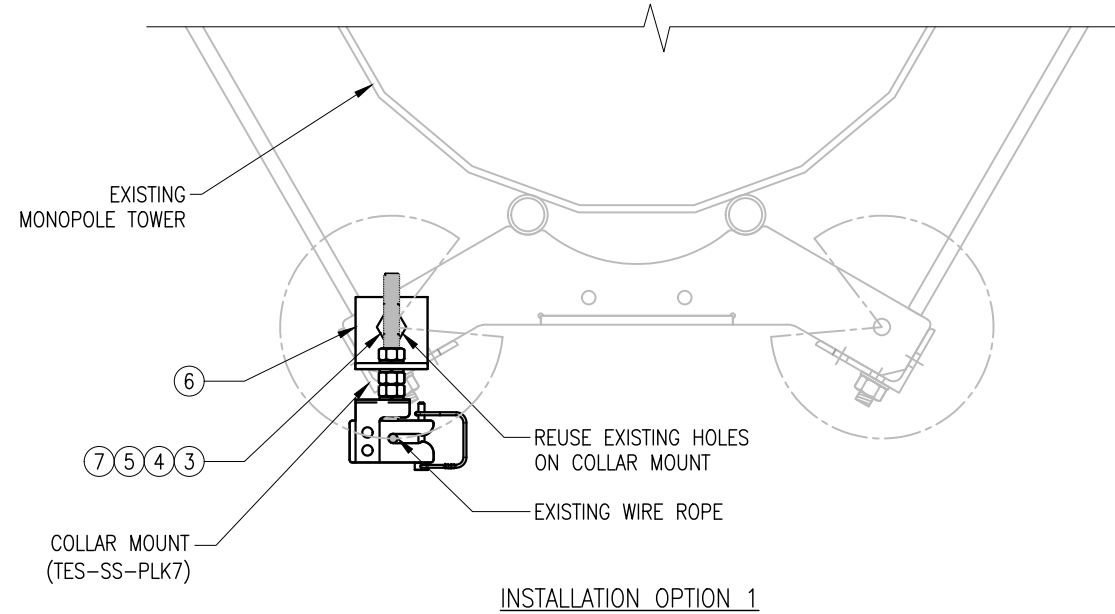 EXISTING
MONOPOLE TOWER
6
7 5 4 3
REUSE EXISTING HOLES
ON COLLAR MOUNT
EXISTING WIRE ROPE
COLLAR MOUNT
(TES-SS-PLK7)
INSTALLATION OPTION 1